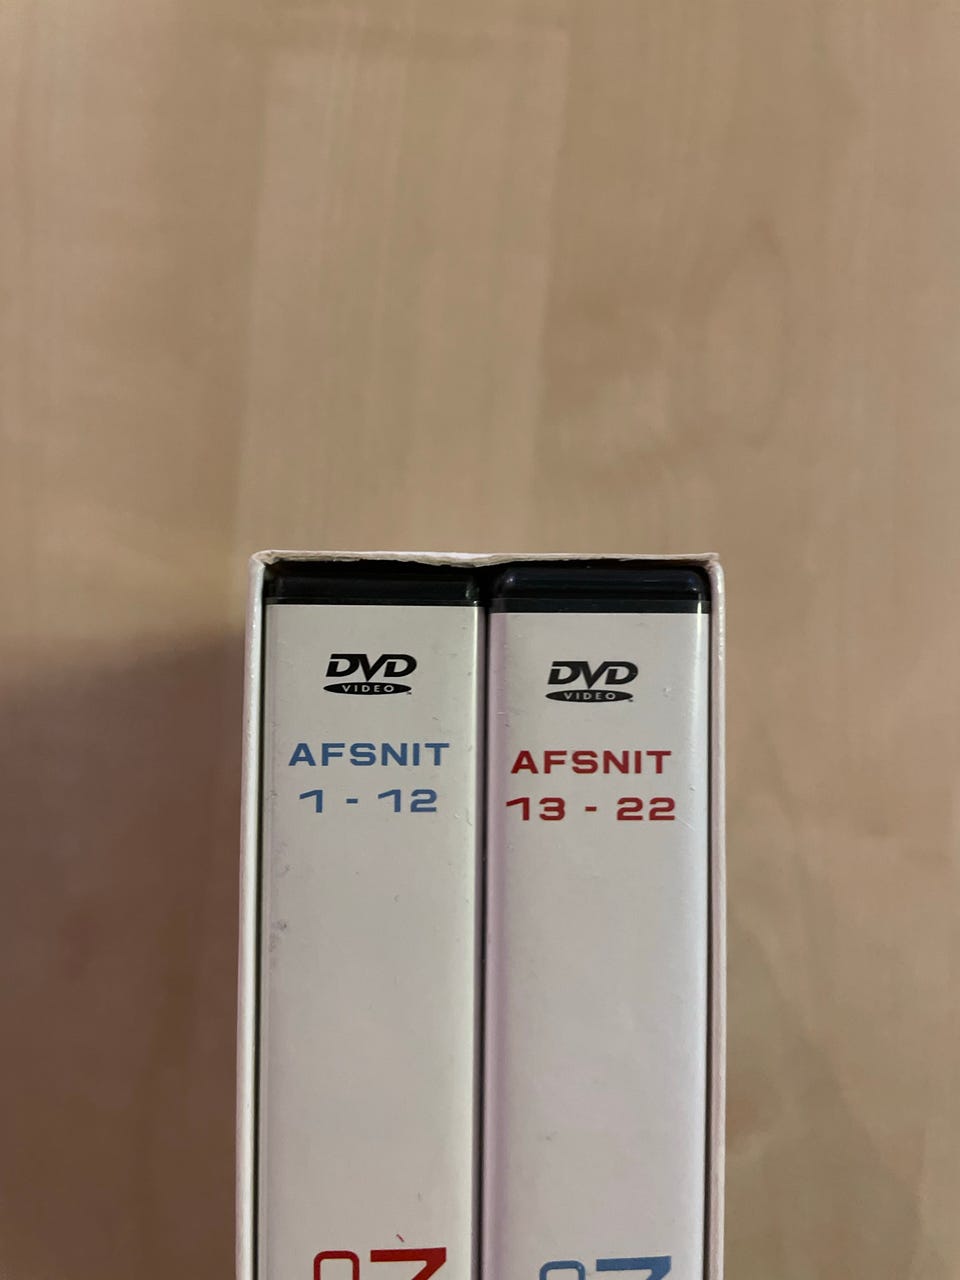 DVD
VIDEO
AFSNIT
1 - 12
DVD
VIDEO
AFSNIT
13 - 22